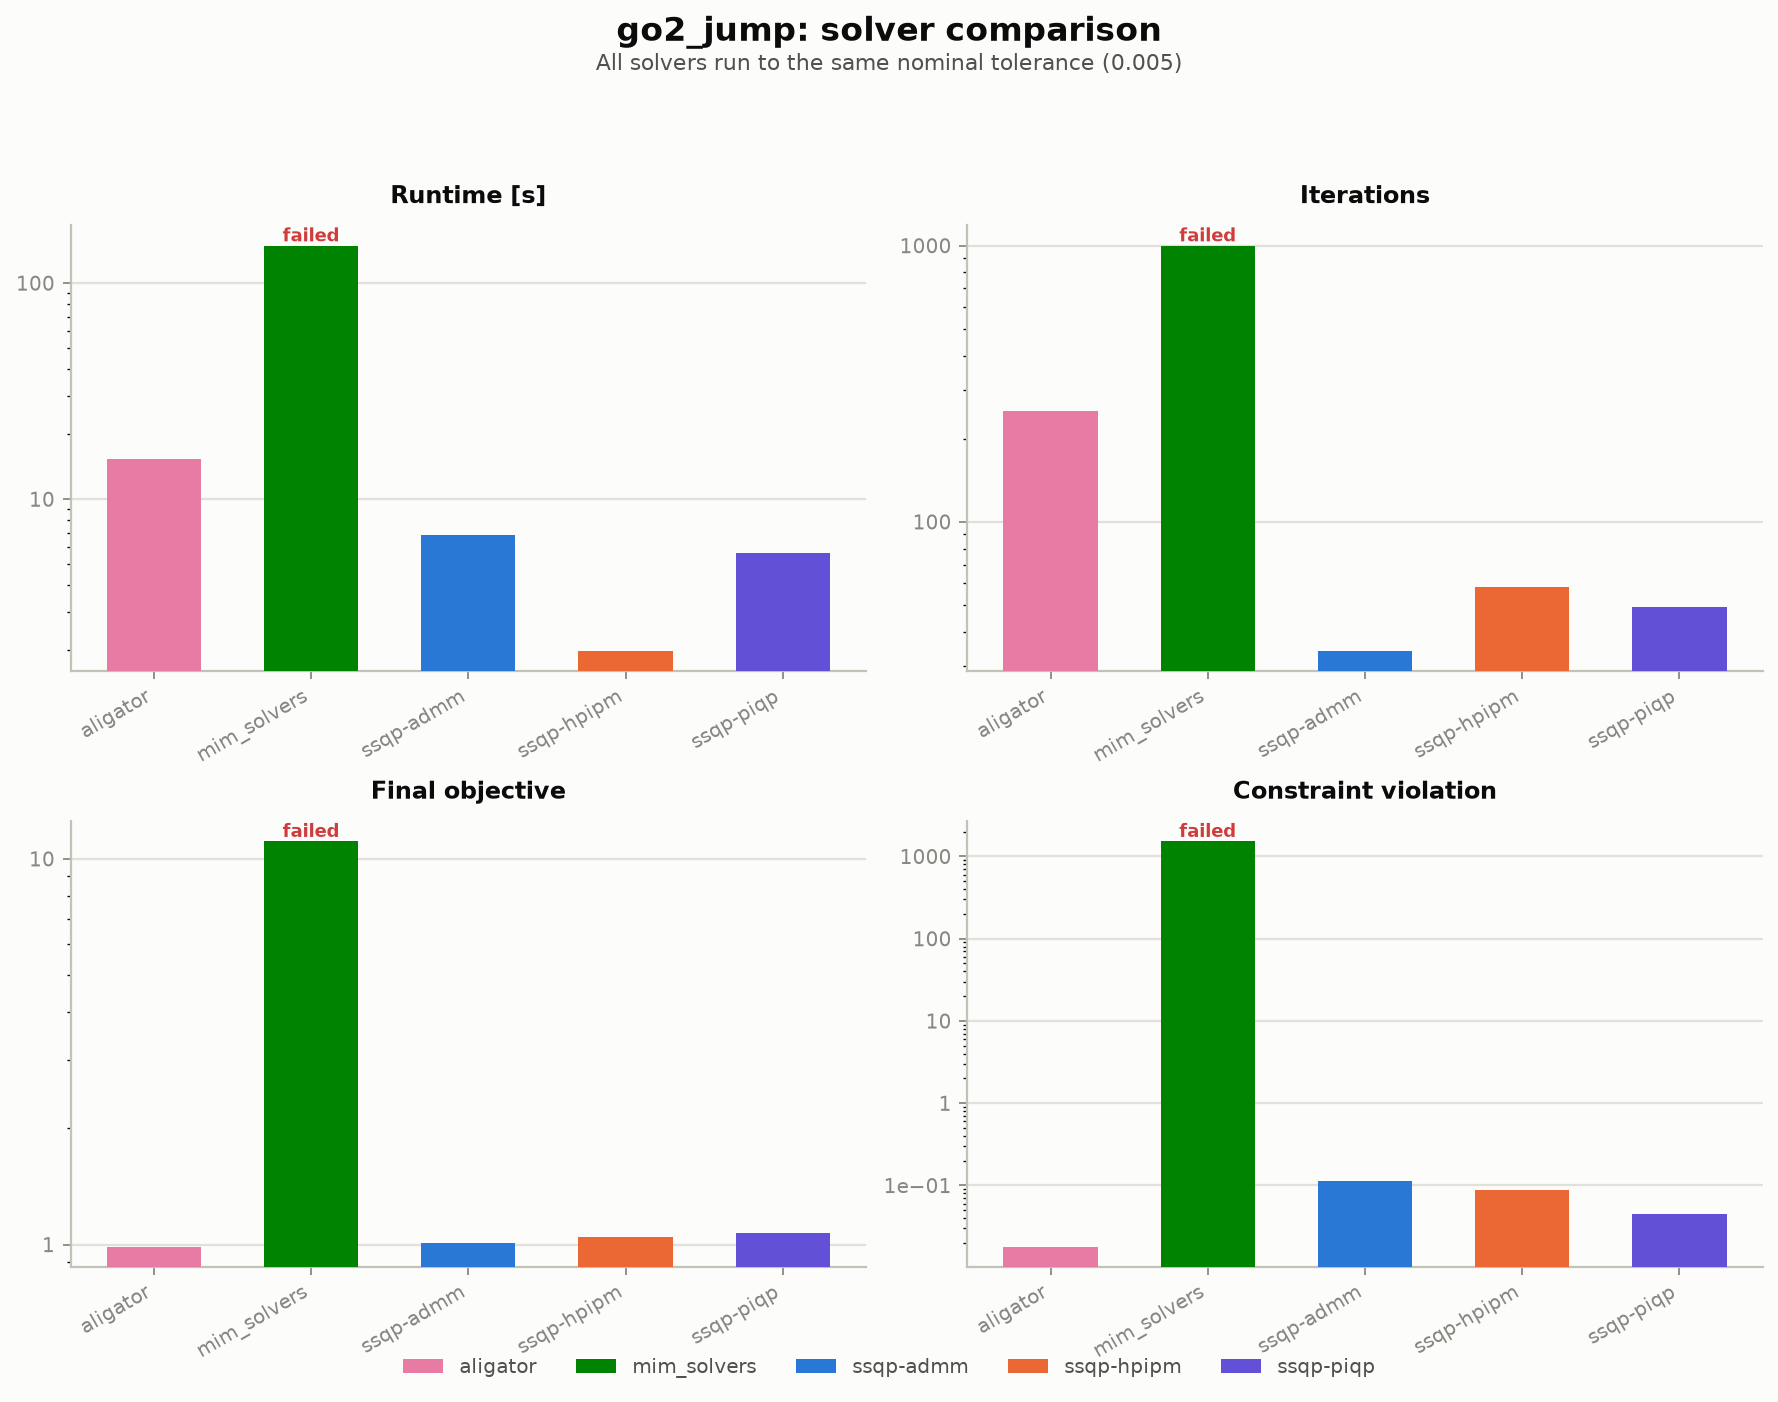 go2_jump: solver comparison
All solvers run to the same nominal tolerance (0.005)
Runtime [s]
failed
100
10
aligator
mim_solvers
ssqp-admm
ssqp-hpipm
ssqp-piqp
Iterations
failed
1000
100
aligator
mim_solvers
ssqp-admm
ssqp-hpipm
ssqp-piqp
Final objective
failed
10
1
aligator
mim_solvers
ssqp-admm
ssqp-hpipm
ssqp-piqp
Constraint violation
failed
1000
100
10
1
1e−01
aligator
mim_solvers
ssqp-admm
ssqp-hpipm
ssqp-piqp
aligator mim_solvers ssqp-admm ssqp-hpipm ssqp-piqp